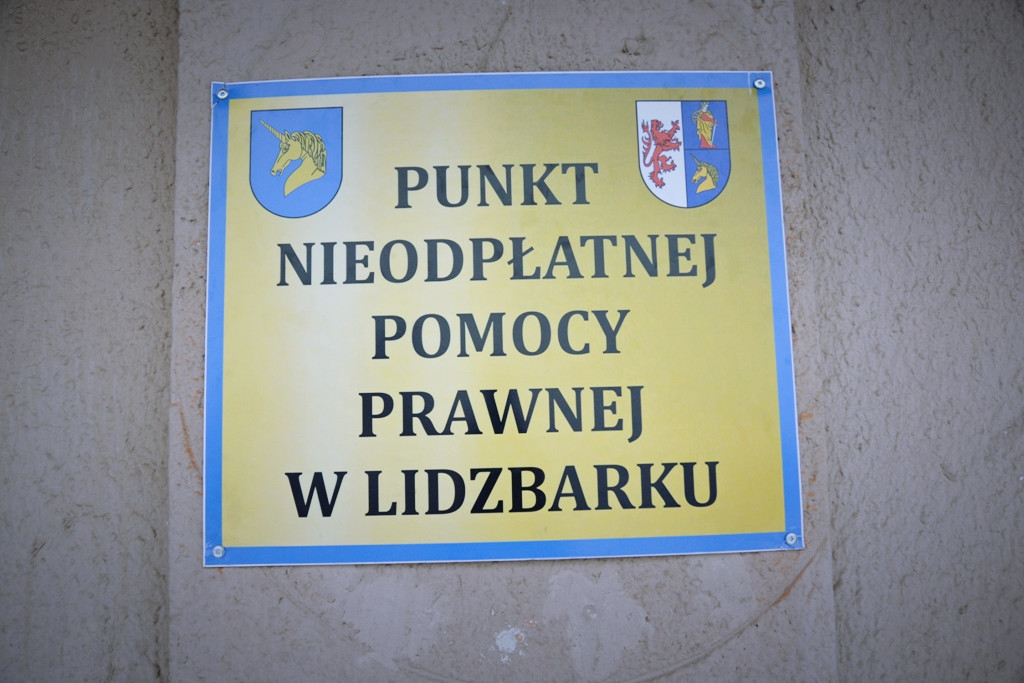 PUNKT
NIEODPŁATNEJ
POMOCY
PRAWNEJ
W LIDZBARKU